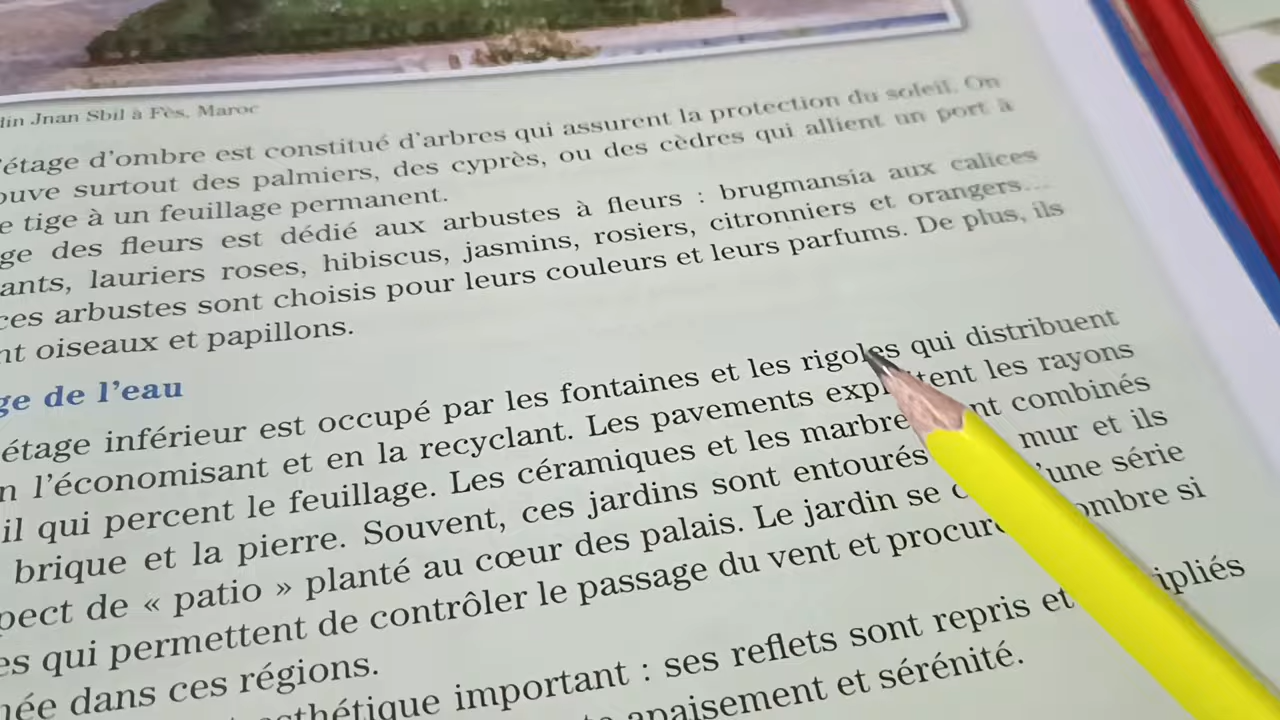 din Jnan Sbil à Fès, Maroc
'étage d'ombre est constitué d'arbres qui assurent la protection du soleil. On
ouve surtout des palmiers, des cyprès, ou des cèdres qui allient un port à
e tige à un feuillage permanent.
ge des fleurs est dédié aux arbustes à fleurs : brugmansia aux calices
ants, lauriers roses, hibiscus, jasmins, rosiers, citronniers et orangers...
ces arbustes sont choisis pour leurs couleurs et leurs parfums. De plus, ils
nt oiseaux et papillons.
ge de l'eau
étage inférieur est occupé par les fontaines et les rigoles qui distribuent
n l'économisant et en la recyclant. Les pavements exp tent les rayons
il qui percent le feuillage. Les céramiques et les marbre nt combinés
brique et la pierre. Souvent, ces jardins sont entourés mur et ils
pect de « patio » planté au cœur des palais. Le jardin se c 'une série
es qui permettent de contrôler le passage du vent et procure ombre si
née dans ces régions.
sthétique important : ses reflets sont repris et ipliés
apaisement et sérénité.